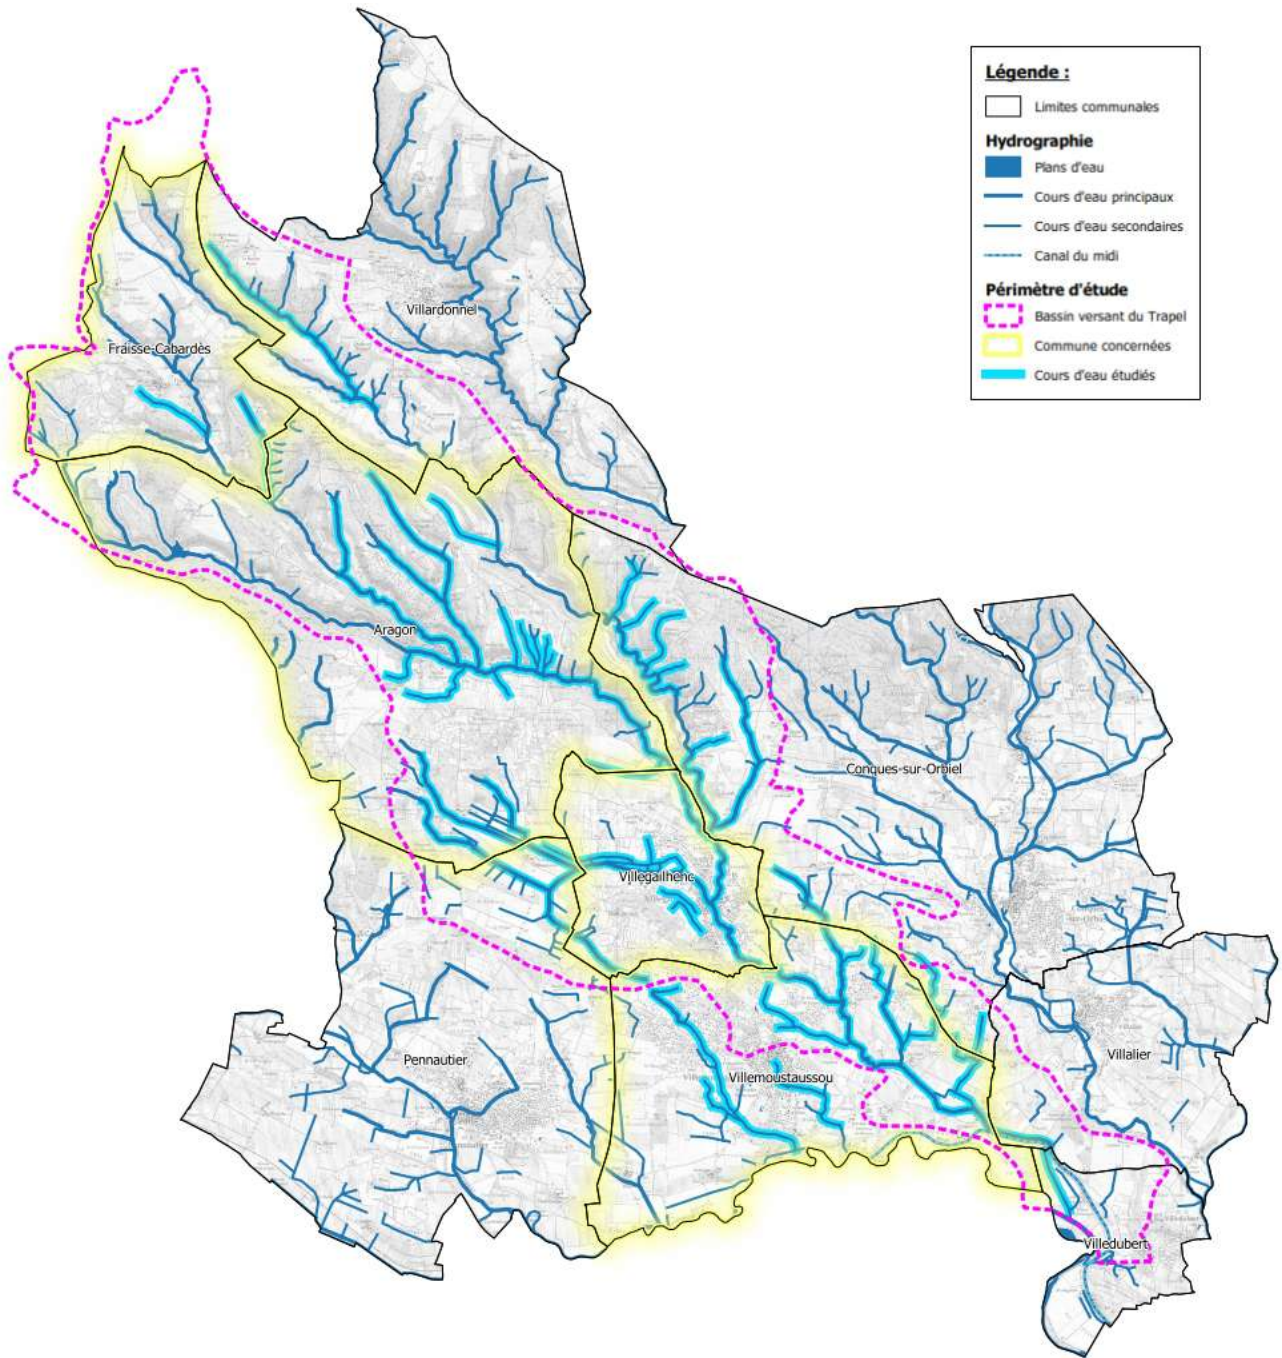 Légende :
Limites communales
Hydrographie
Plans d'eau
Cours d'eau principaux
Cours d'eau secondaires
Canal du midi
Périmètre d'étude
Bassin versant du Trapel
Commune concernées
Cours d'eau étudiés
Villardonnel
Fraisse-Cabardès
Aragon
Conques-sur-Orbiel
Villegailhenc
Villalier
Pennautier
Villemoustaussou
Villedubert